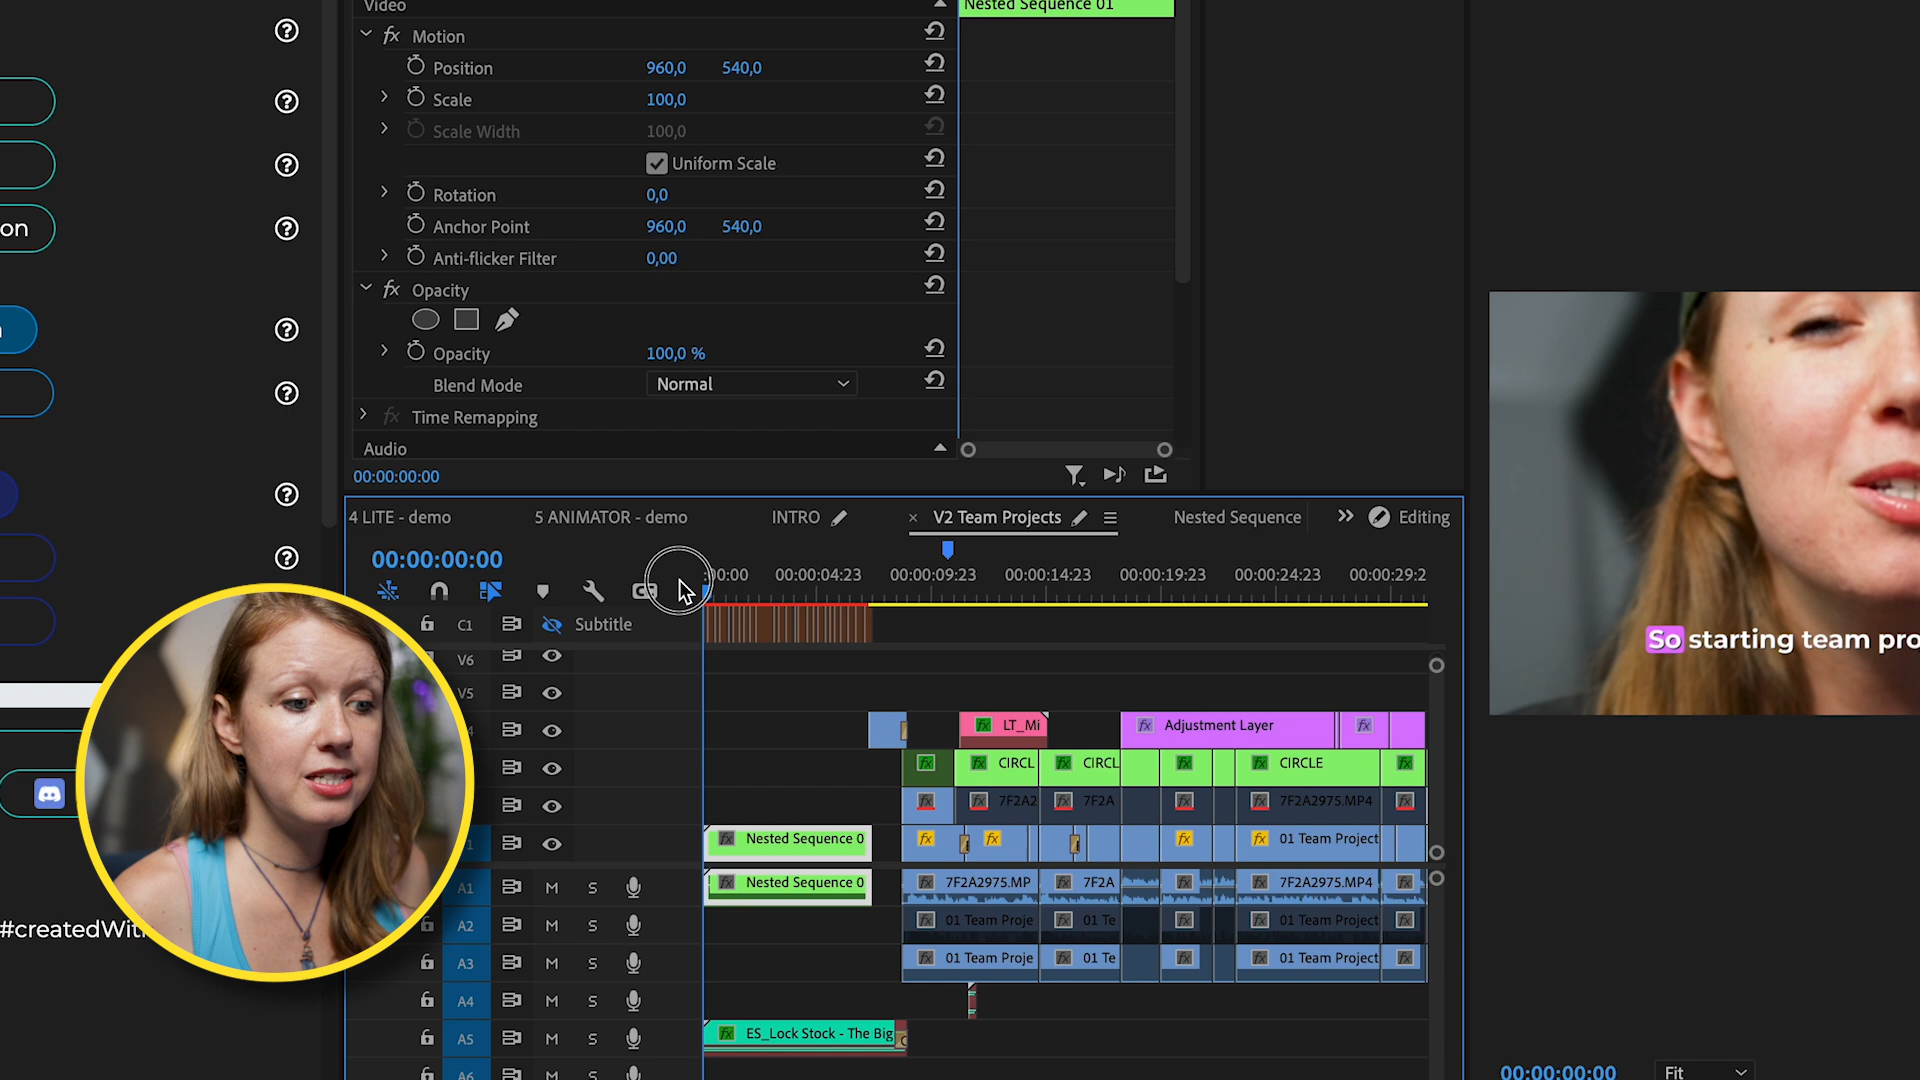 Video
Nested Sequence 01
Motion
Position 960,0 540,0
Scale 100,0
Scale Width 100,0
Uniform Scale
Rotation 0,0
Anchor Point 960,0 540,0
Anti-flicker Filter 0,00
Opacity
Opacity 100,0 %
Blend Mode Normal
Time Remapping
Audio
00:00:00:00
on
4 LITE - demo 5 ANIMATOR - demo INTRO V2 Team Projects Nested Sequence Editing
00:00:00:00
:00:00 00:00:04:23 00:00:09:23 00:00:14:23 00:00:19:23 00:00:24:23 00:00:29:2
C1 Subtitle
V6
V5
LT_Mi Adjustment Layer
CIRCL CIRCL CIRCLE
7F2A2 7F2A 7F2A2975.MP4
Nested Sequence 0 01 Team Project
A1 M S Nested Sequence 0 7F2A2975.MP 7F2A 7F2A2975.MP4
A2 M S 01 Team Proje 01 Te 01 Team Project
A3 M S 01 Team Proje 01 Te 01 Team Project
A4 M S
A5 M S ES_Lock Stock - The Big
A6 M S
#createdWit
So starting team pro
00:00:00:00 Fit